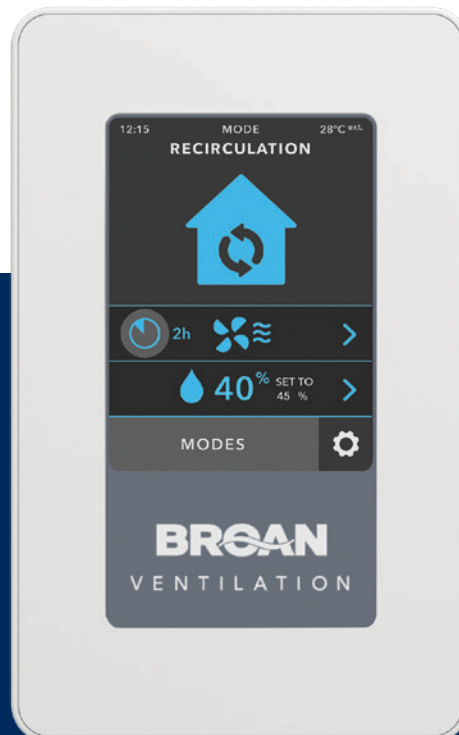 12:15 MODE 28°C ext.
RECIRCULATION
2h
40% SET TO
45 %
MODES
BROAN
VENTILATION